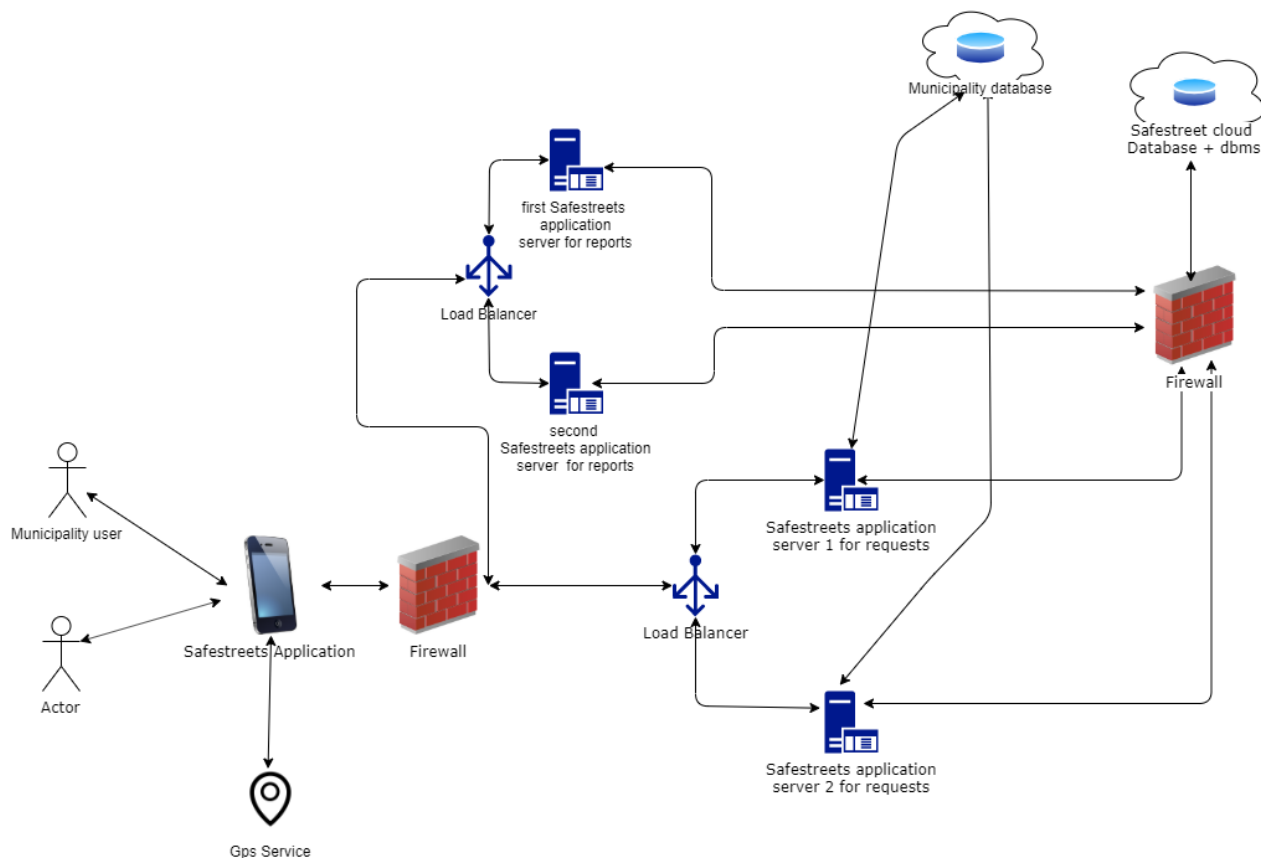 Municipality database
Safestreet cloud
Database + dbms
first Safestreets
application
server for reports
Load Balancer
second
Safestreets application
server for reports
Firewall
Municipality user
Safestreets application
server 1 for requests
Safestreets Application
Firewall
Load Balancer
Actor
Safestreets application
server 2 for requests
Gps Service